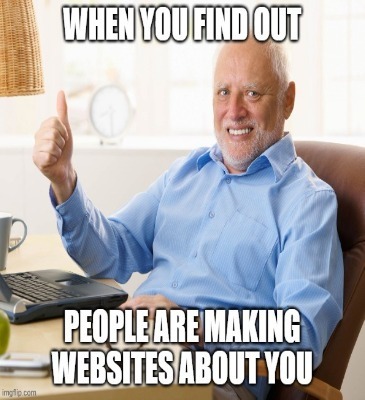 WHEN YOU FIND OUT
PEOPLE ARE MAKING
WEBSITES ABOUT YOU
imgflip.com